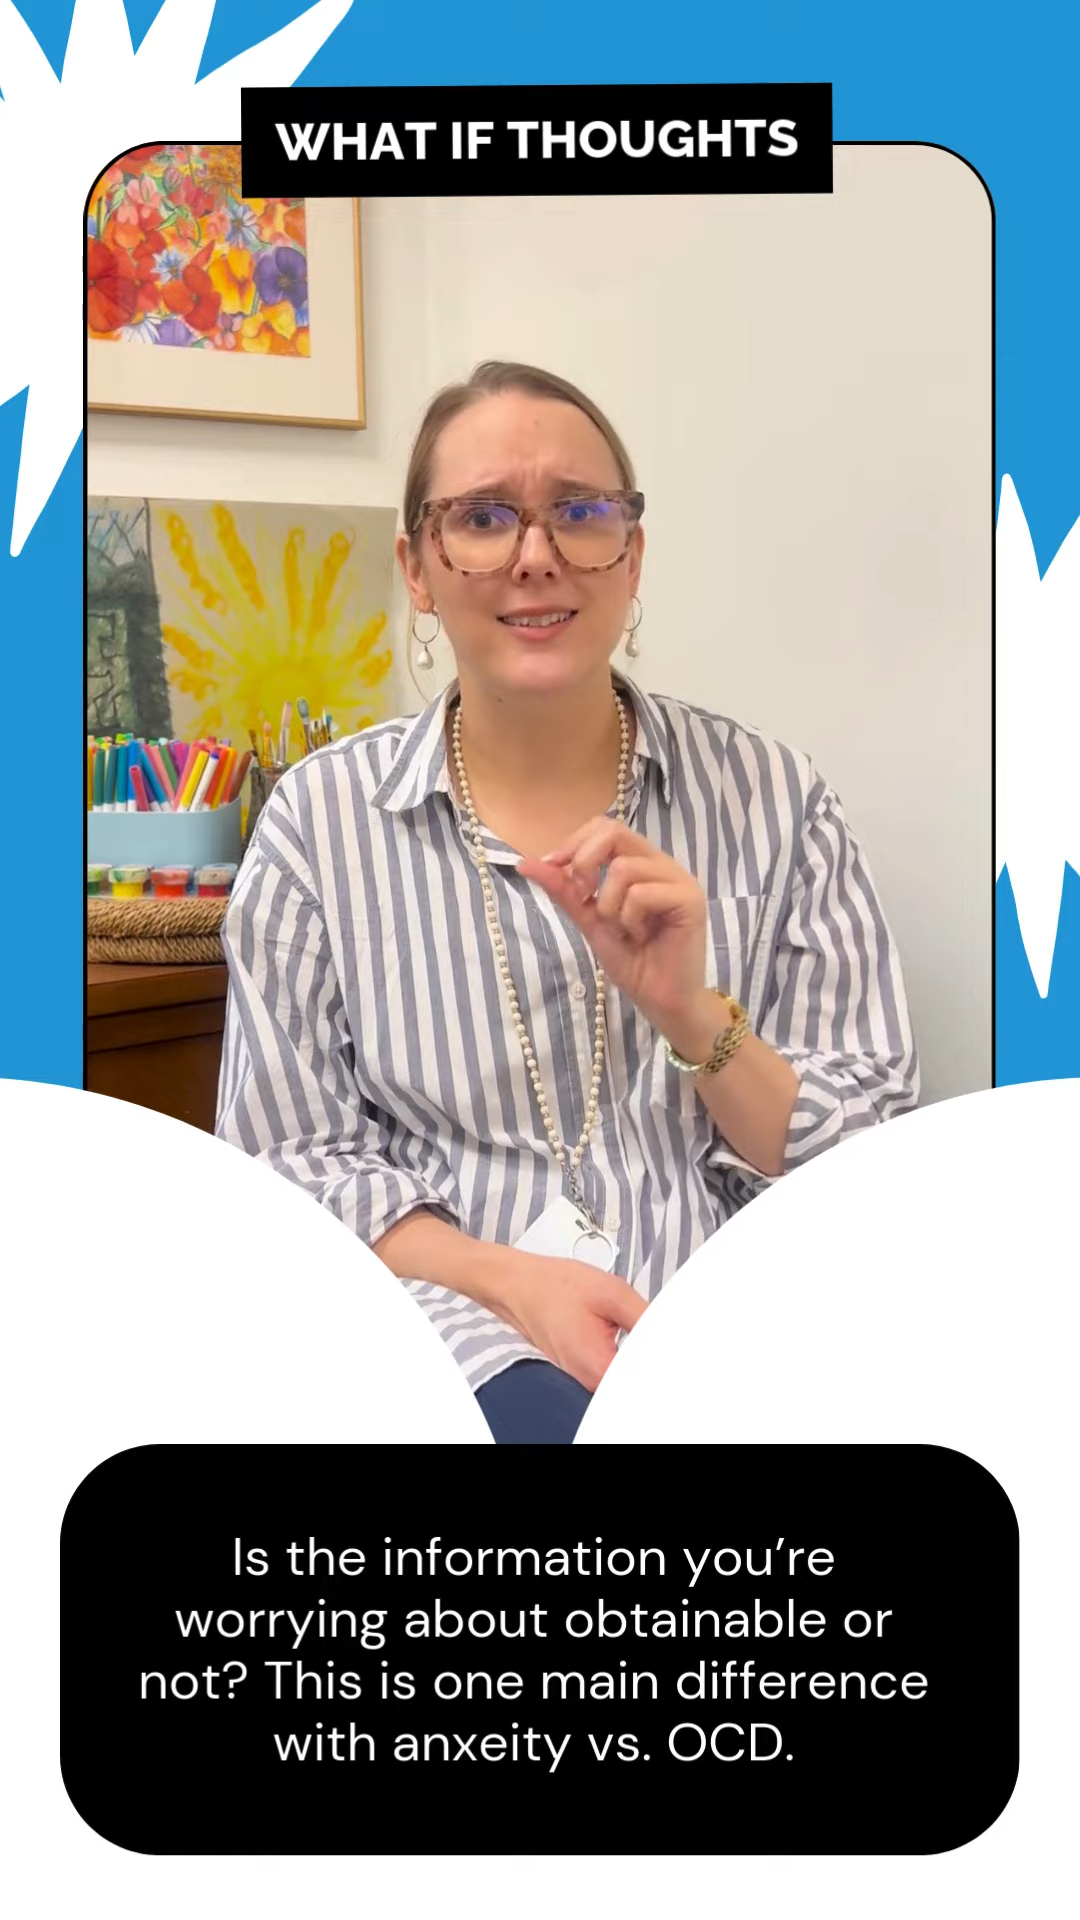 WHAT IF THOUGHTS
Is the information you’re
worrying about obtainable or
not? This is one main difference
with anxeity vs. OCD.